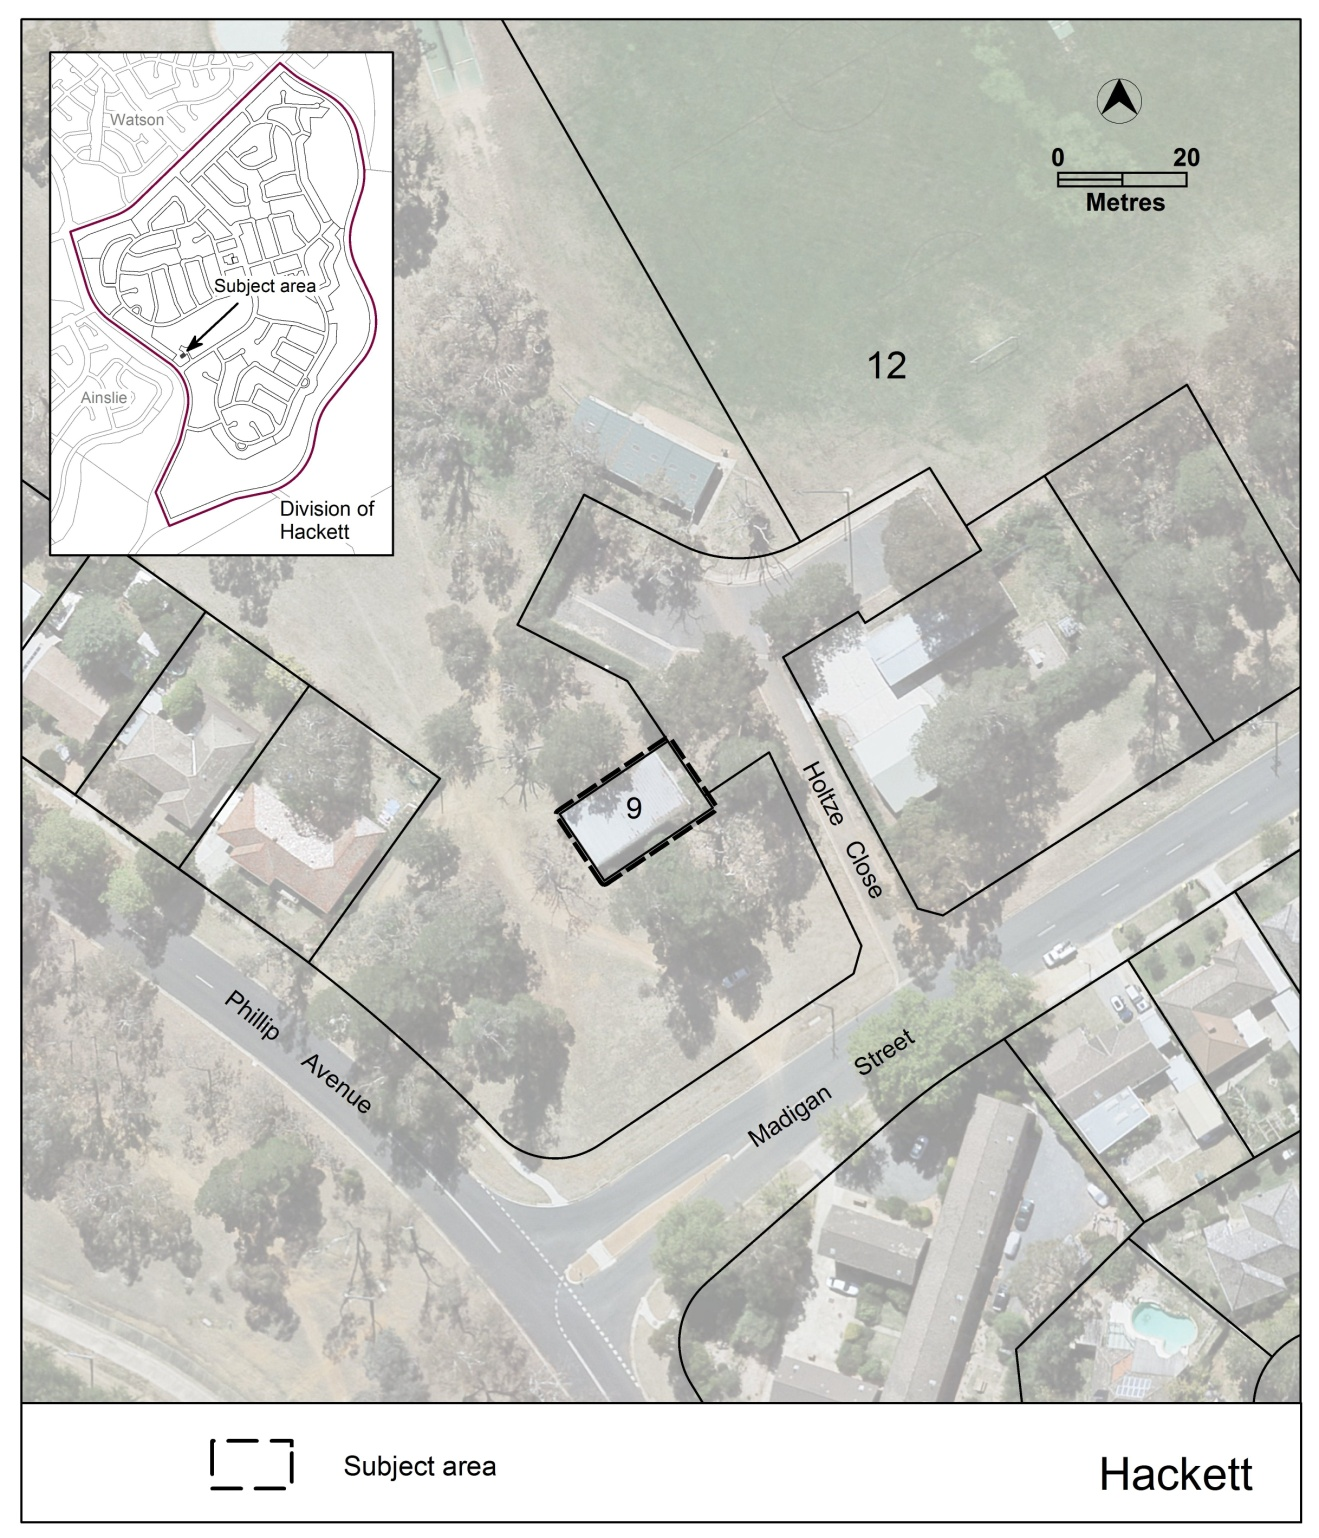 Watson
Subject area
Ainslie
Division of
Hackett
0 20
Metres
12
9
Holtze Close
Phillip Avenue
Madigan Street
Subject area
Hackett